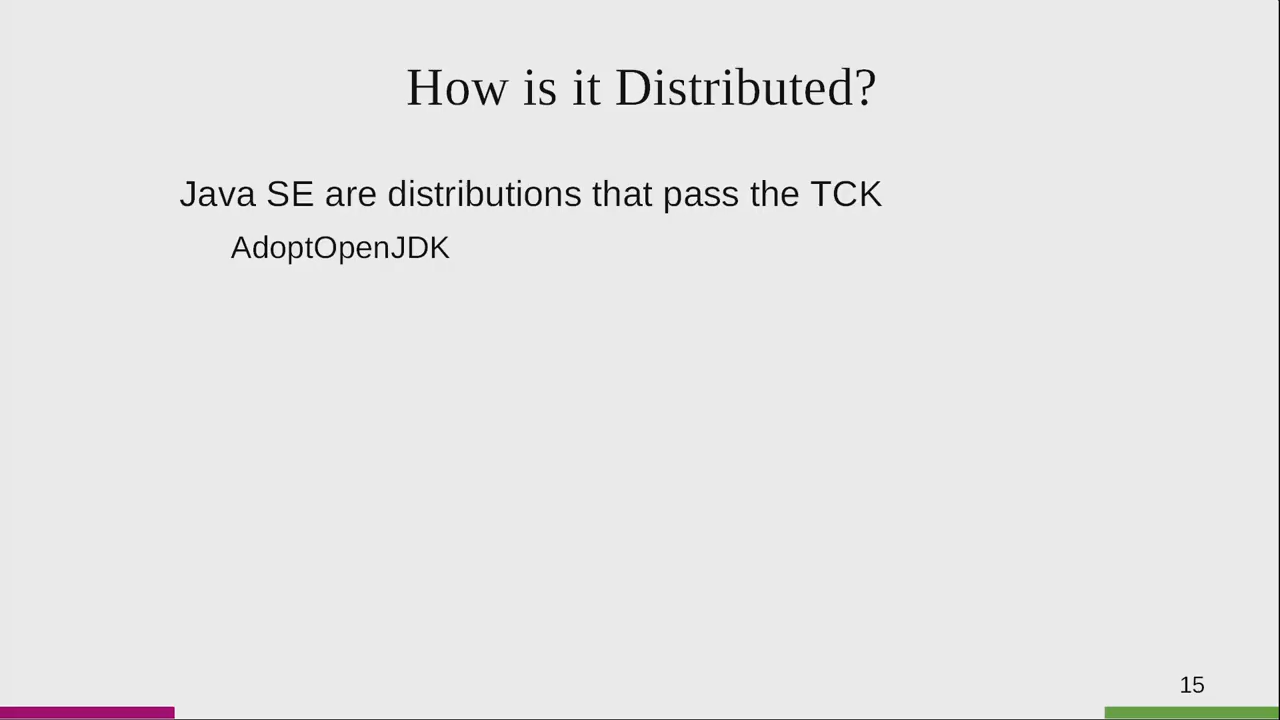 How is it Distributed?
Java SE are distributions that pass the TCK
AdoptOpenJDK
15